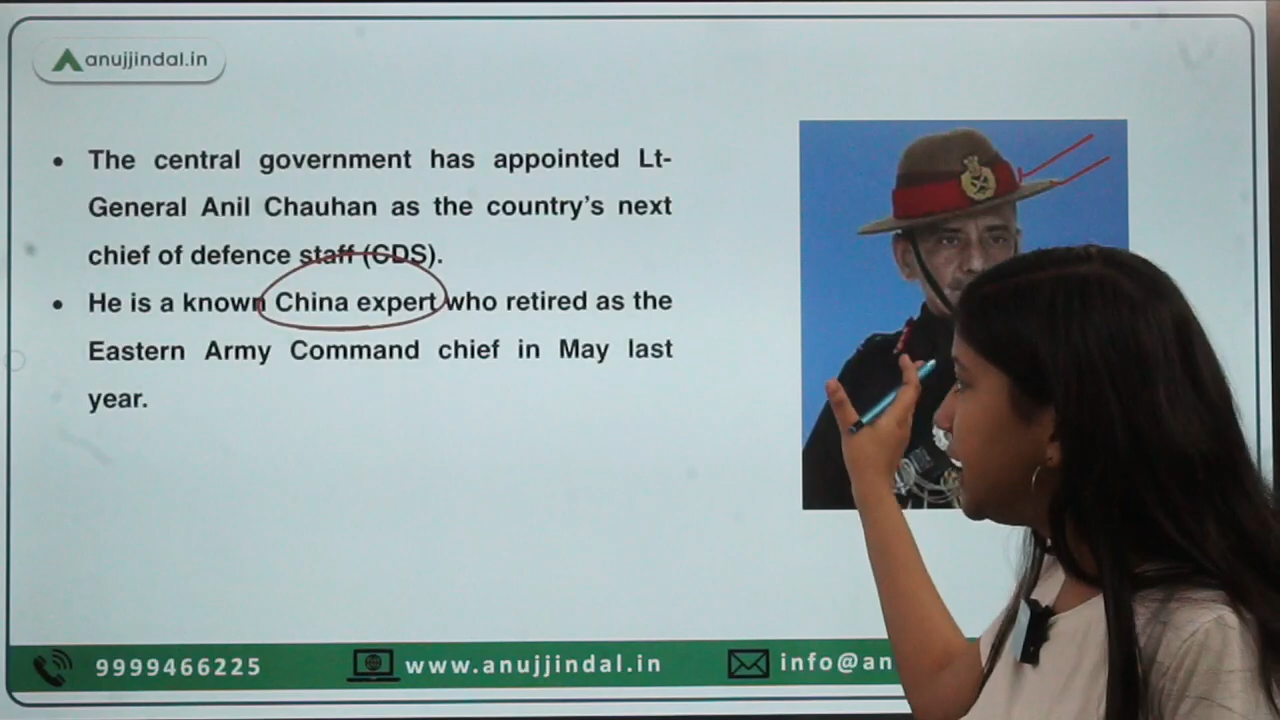 anujjindal.in
• The central government has appointed Lt-
General Anil Chauhan as the country's next
chief of defence staff (CDS).
• He is a known China expert who retired as the
Eastern Army Command chief in May last
year.
9999466225 www.anujjindal.in info@an